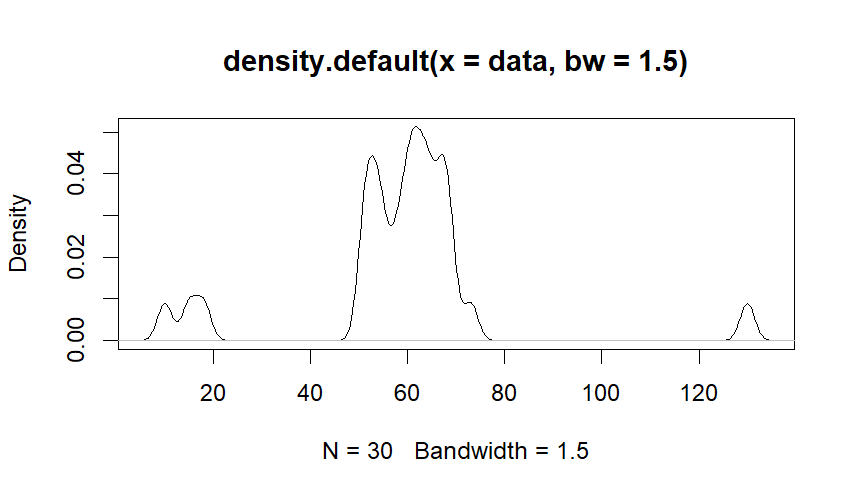 density.default(x = data, bw = 1.5)
Density
0.00
0.02
0.04
20 40 60 80 100 120
N = 30 Bandwidth = 1.5